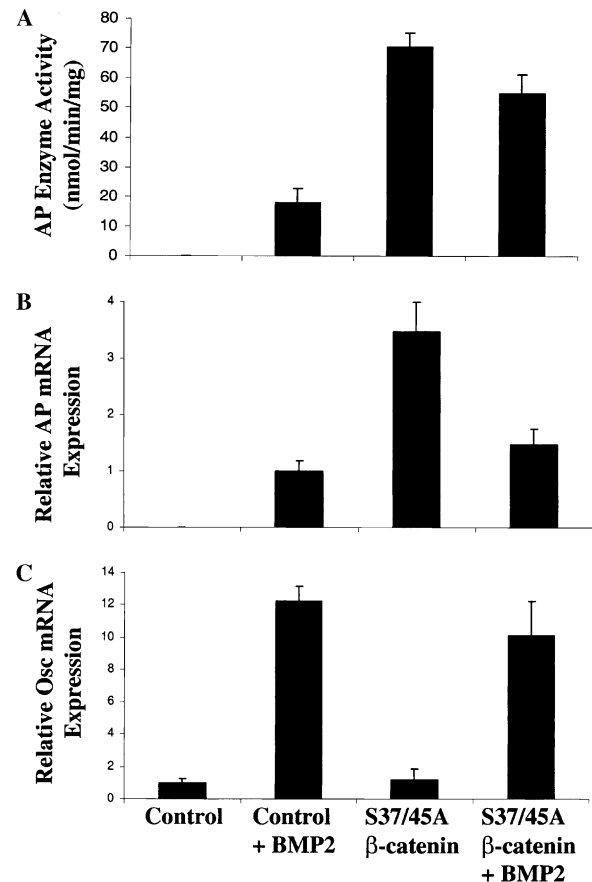 A
AP Enzyme Activity
(nmol/min/mg)
80
70
60
50
40
30
20
10
0
B
Relative AP mRNA
Expression
4
3
2
1
0
C
Relative Osc mRNA
Expression
14
12
10
8
6
4
2
0
Control
Control
+ BMP2
S37/45A
β-catenin
S37/45A
β-catenin
+ BMP2